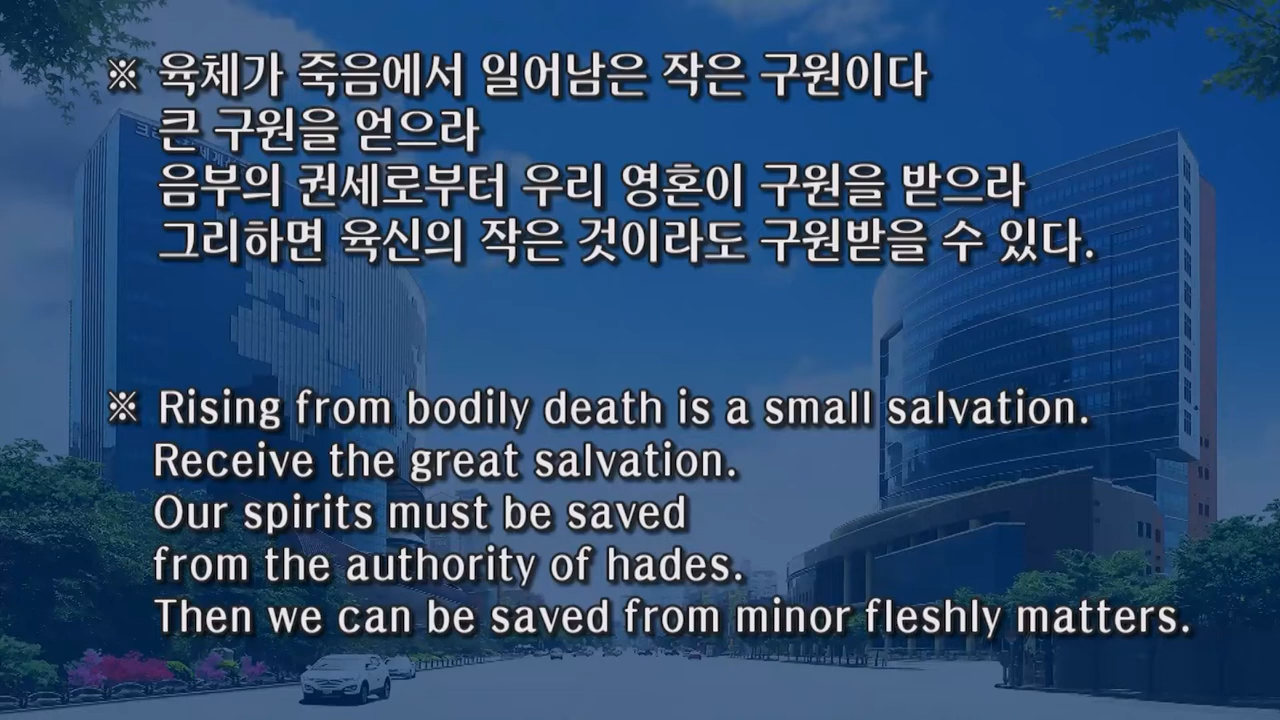 ※ 육체가 죽음에서 일어남은 작은 구원이다
큰 구원을 얻으라
음부의 권세로부터 우리 영혼이 구원을 받으라
그리하면 육신의 작은 것이라도 구원받을 수 있다.
※ Rising from bodily death is a small salvation.
Receive the great salvation.
Our spirits must be saved
from the authority of hades.
Then we can be saved from minor fleshly matters.